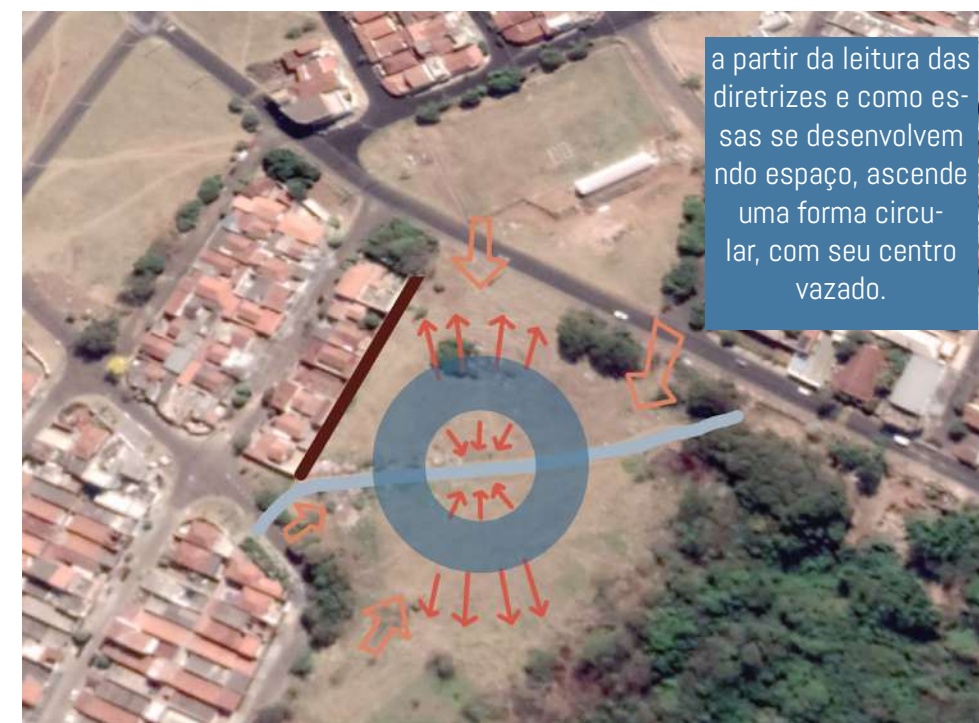 a partir da leitura das
diretrizes e como es-
sas se desenvolvem
ndo espaço, ascende
uma forma circu-
lar, com seu centro
vazado.